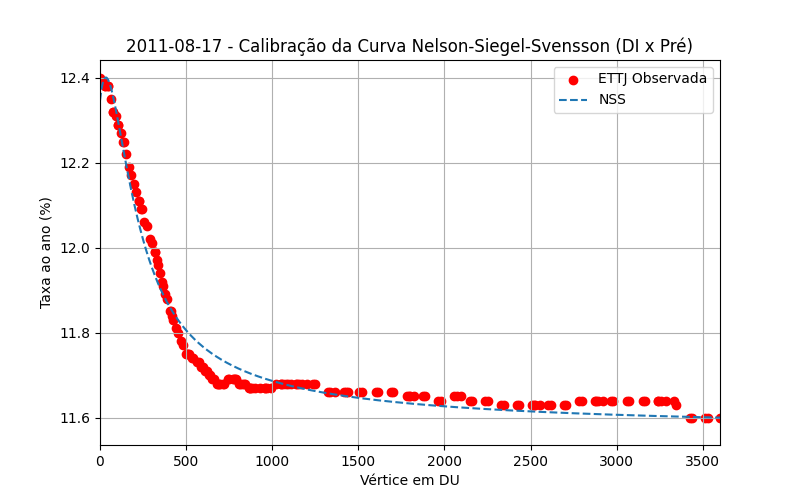 2011-08-17 - Calibração da Curva Nelson-Siegel-Svensson (DI x Pré)
ETTJ Observada
NSS
Taxa ao ano (%)
12.4
12.2
12.0
11.8
11.6
0 500 1000 1500 2000 2500 3000 3500
Vértice em DU